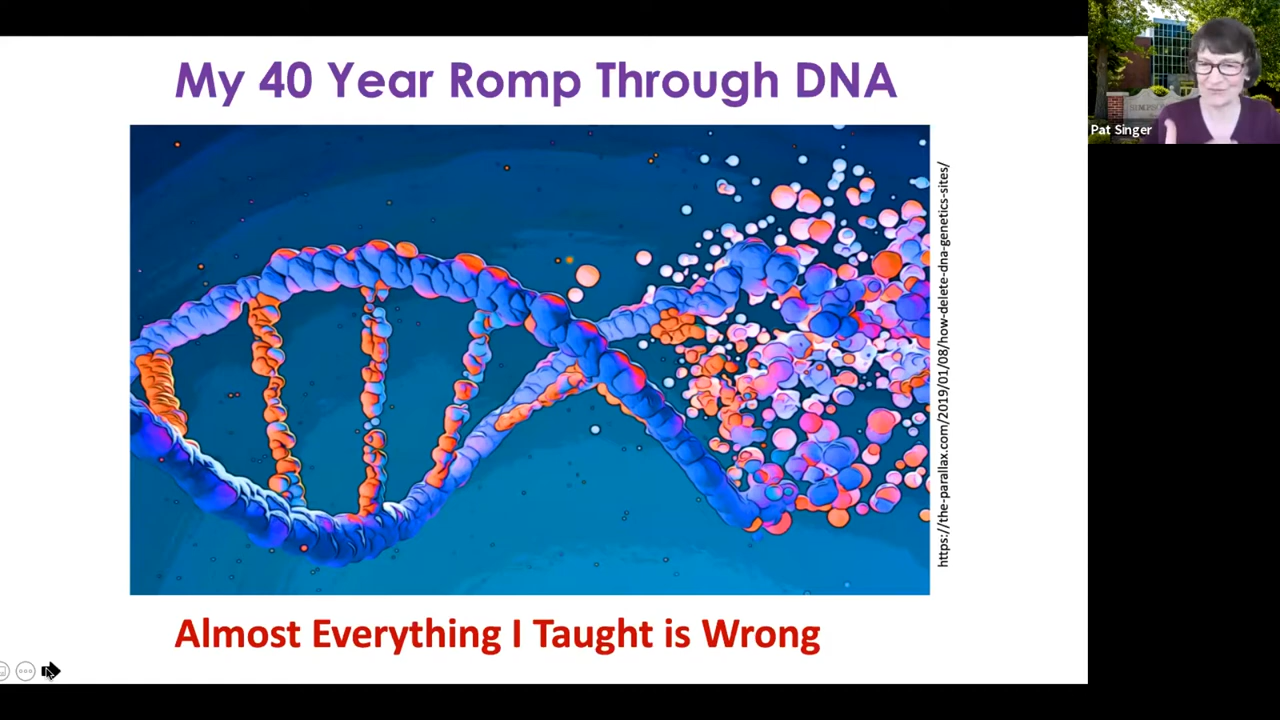 My 40 Year Romp Through DNA
https://the-parallax.com/2019/01/08/how-delete-dna-genetics-sites/
Almost Everything I Taught is Wrong
Pat Singer